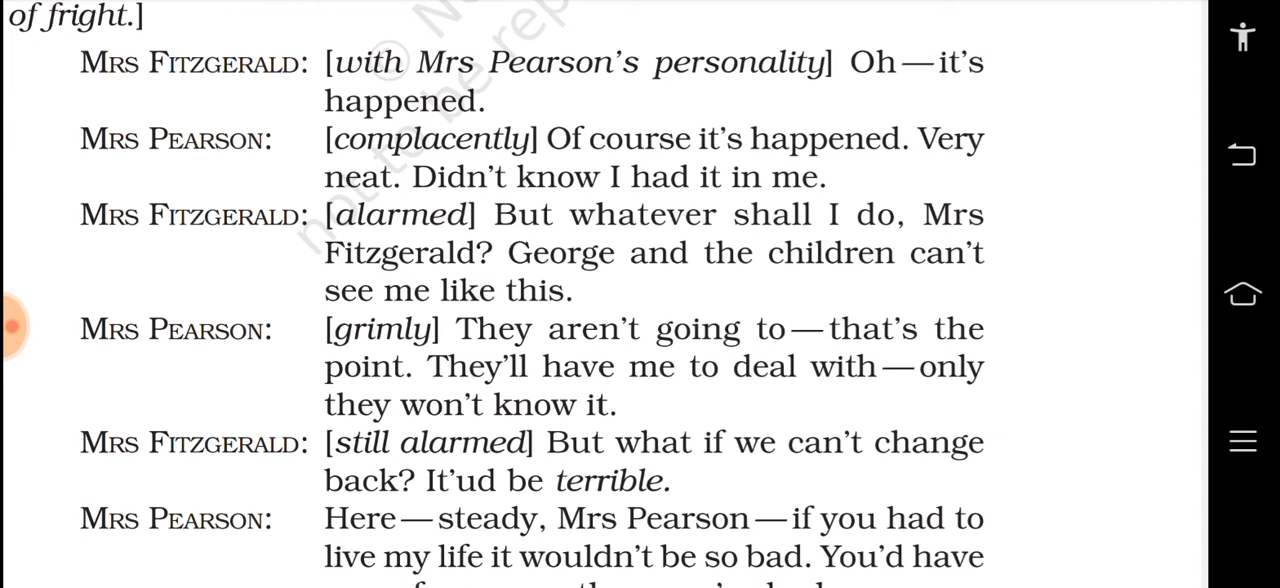 of fright.]
MRS FITZGERALD: [with Mrs Pearson's personality] Oh—it's
happened.
MRS PEARSON: [complacently] Of course it's happened. Very
neat. Didn't know I had it in me.
MRS FITZGERALD: [alarmed] But whatever shall I do, Mrs
Fitzgerald? George and the children can't
see me like this.
MRS PEARSON: [grimly] They aren't going to—that's the
point. They'll have me to deal with—only
they won't know it.
MRS FITZGERALD: [still alarmed] But what if we can't change
back? It'ud be terrible.
MRS PEARSON: Here—steady, Mrs Pearson—if you had to
live my life it wouldn't be so bad. You'd have
© N
not to be rep